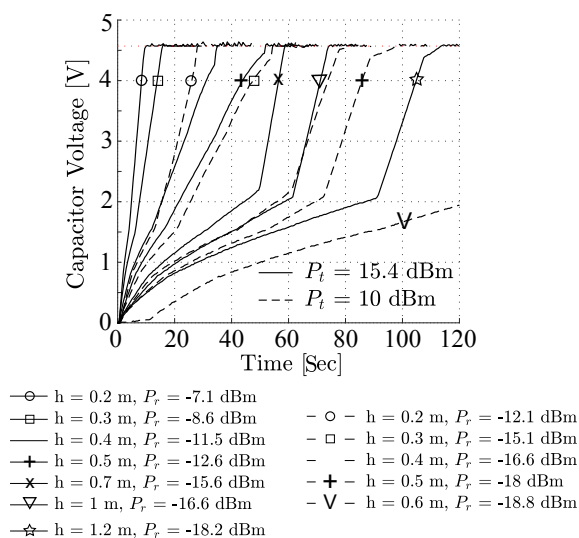 5
4
3
2
1
0
0
20
40
60
80
100
120
Capacitor Voltage [V]
Time [Sec]
P_t = 15.4 dBm
P_t = 10 dBm
h = 0.2 m, P_r = -7.1 dBm
h = 0.3 m, P_r = -8.6 dBm
h = 0.4 m, P_r = -11.5 dBm
h = 0.5 m, P_r = -12.6 dBm
h = 0.7 m, P_r = -15.6 dBm
h = 1 m, P_r = -16.6 dBm
h = 1.2 m, P_r = -18.2 dBm
h = 0.2 m, P_r = -12.1 dBm
h = 0.3 m, P_r = -15.1 dBm
h = 0.4 m, P_r = -16.6 dBm
h = 0.5 m, P_r = -18 dBm
h = 0.6 m, P_r = -18.8 dBm